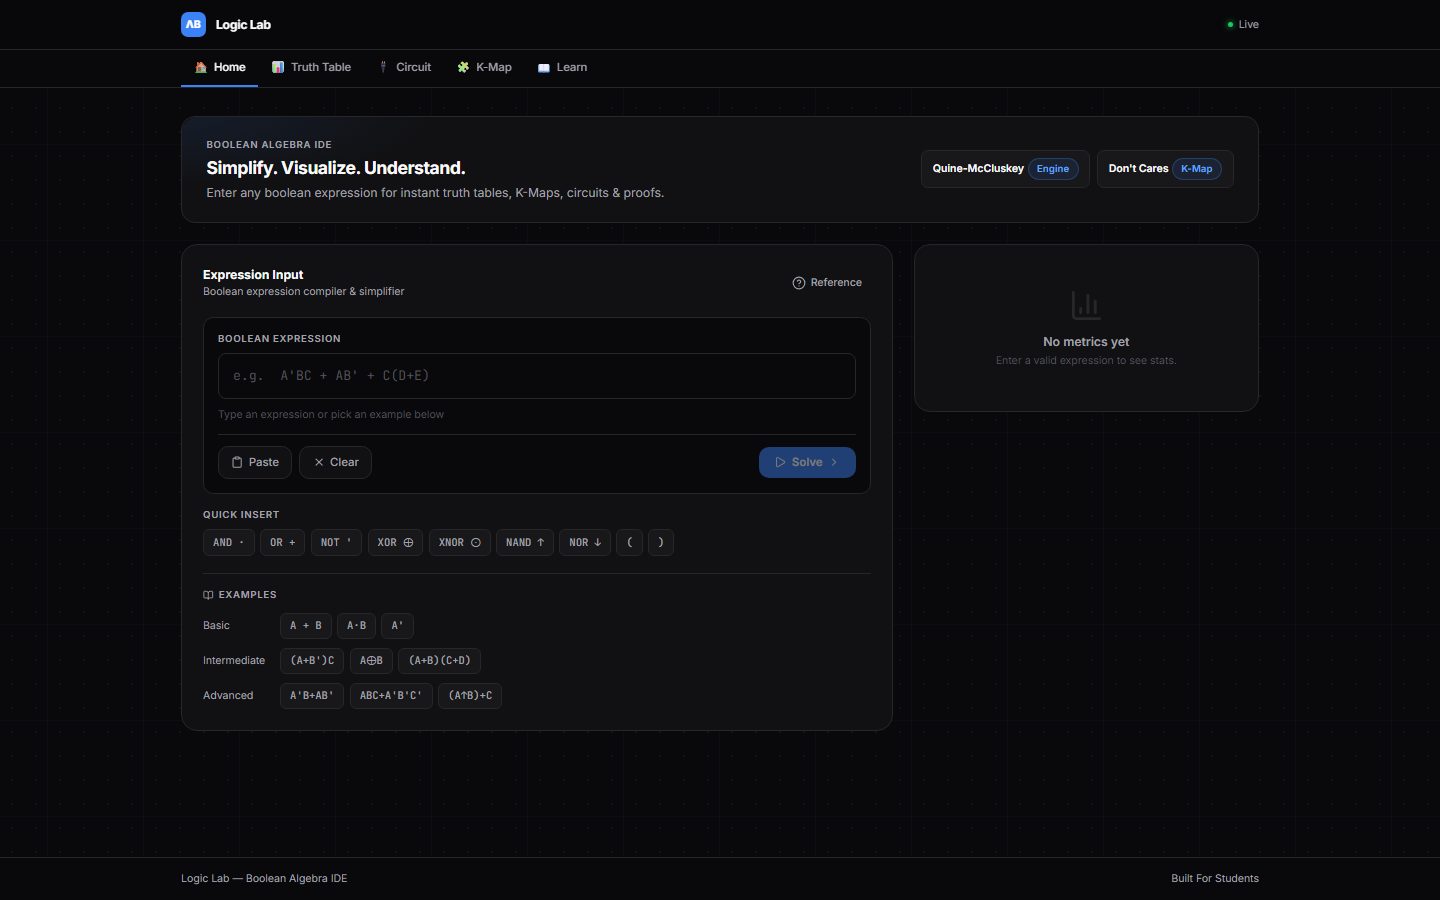 AB Logic Lab
Live
Home Truth Table Circuit K-Map Learn
BOOLEAN ALGEBRA IDE
Simplify. Visualize. Understand.
Enter any boolean expression for instant truth tables, K-Maps, circuits & proofs.
Quine-McCluskey Engine
Don't Cares K-Map
Expression Input
Boolean expression compiler & simplifier
Reference
BOOLEAN EXPRESSION
e.g. A'BC + AB' + C(D+E)
Type an expression or pick an example below
Paste Clear Solve
QUICK INSERT
AND · OR + NOT ' XOR ⊕ XNOR ⊙ NAND ↑ NOR ↓ ( )
EXAMPLES
Basic A + B A·B A'
Intermediate (A+B')C A⊕B (A+B)(C+D)
Advanced A'B+AB' ABC+A'B'C' (A↑B)+C
No metrics yet
Enter a valid expression to see stats.
Logic Lab — Boolean Algebra IDE
Built For Students